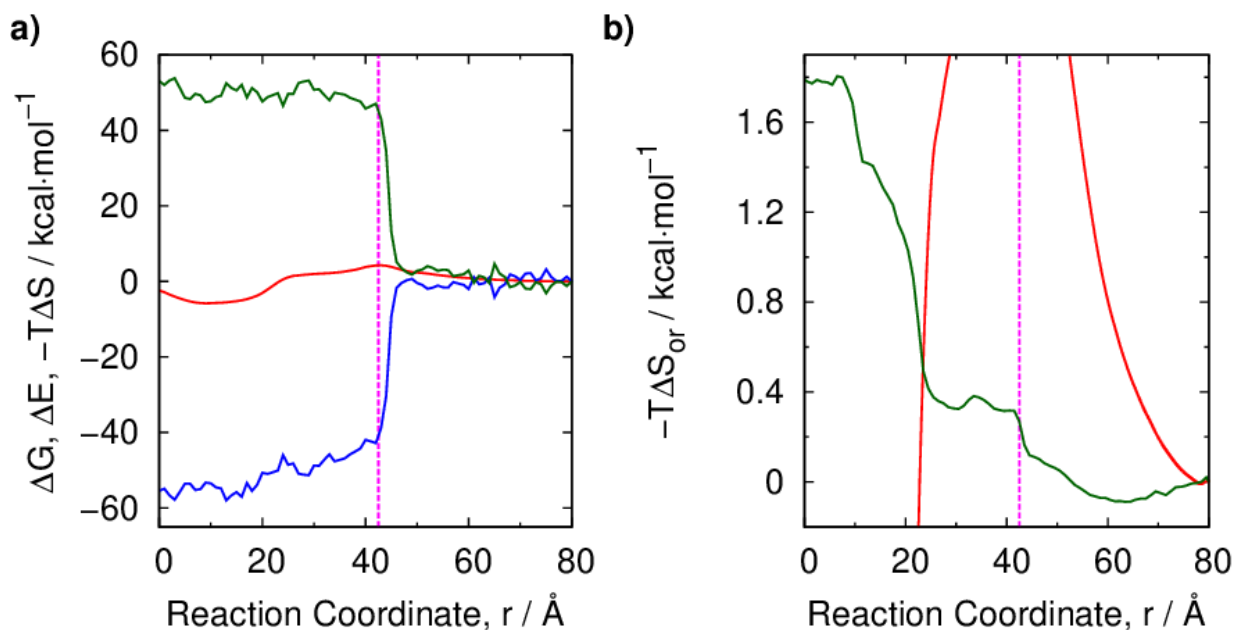 a)
ΔG, ΔE, −TΔS / kcal·mol⁻¹
60
40
20
0
−20
−40
−60
0 20 40 60 80
Reaction Coordinate, r / Å
b)
−TΔS_or / kcal·mol⁻¹
1.6
1.2
0.8
0.4
0
0 20 40 60 80
Reaction Coordinate, r / Å